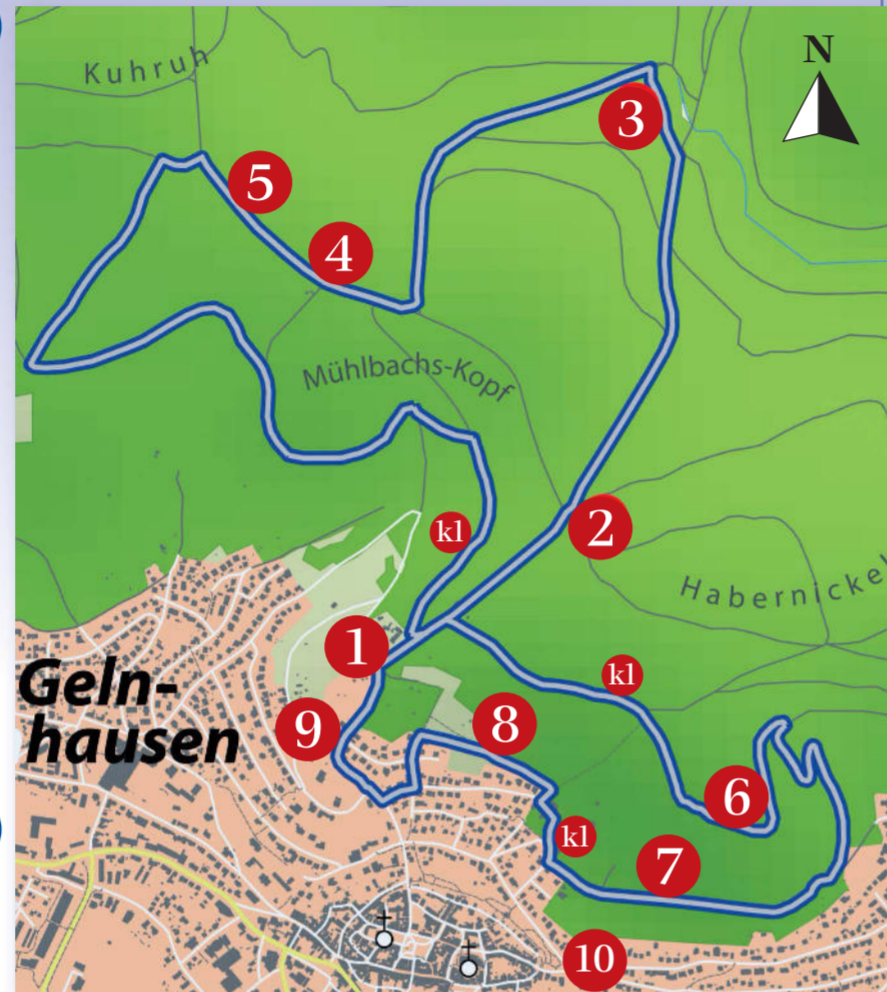 N
Kuhruh
3
5
4
Mühlbachs-Kopf
2
kl
Habernickel
1
kl
Geln-
hausen
9
8
6
kl
7
10